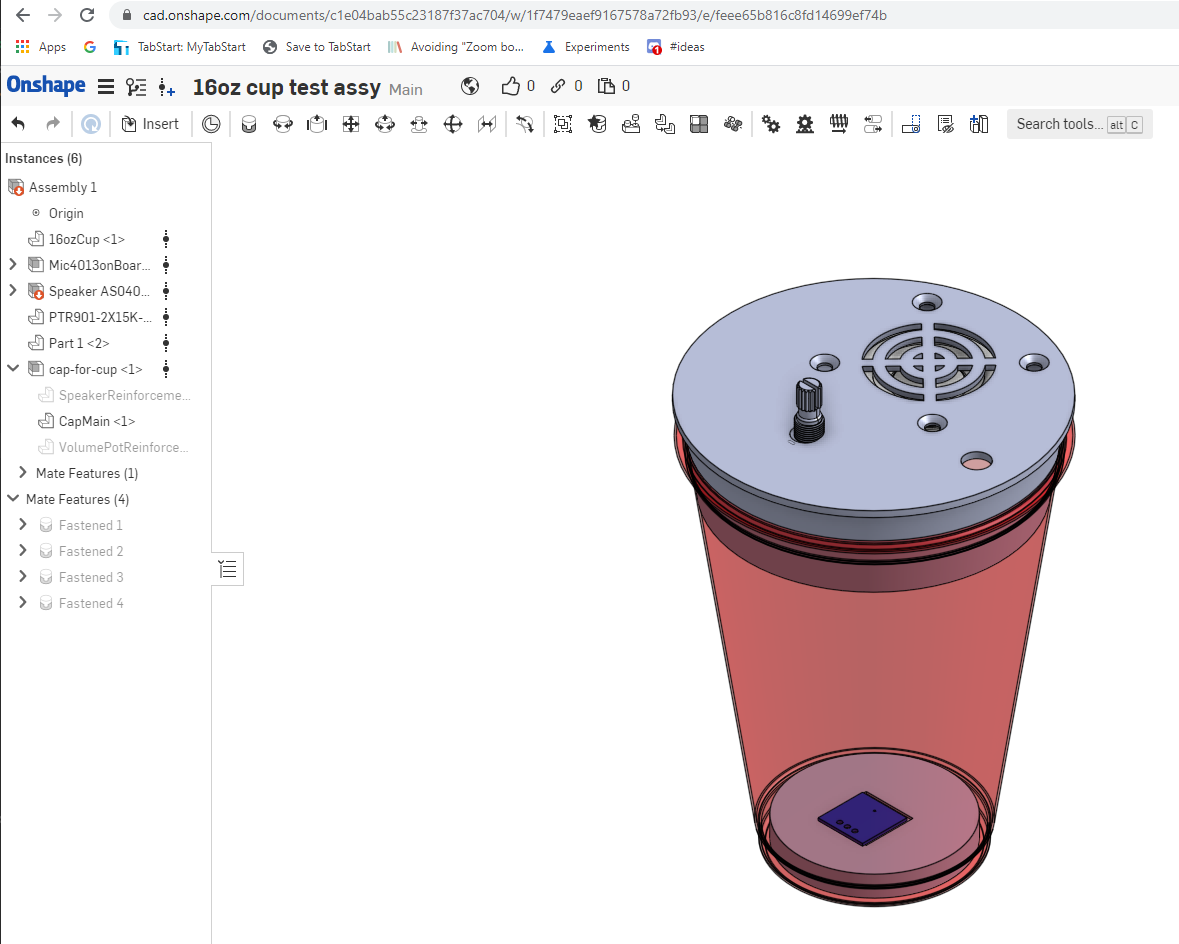 cad.onshape.com/documents/c1e04bab55c23187f37ac704/w/1f7479eaef9167578a72fb93/e/feee65b816c8fd14699ef74b
Apps TabStart: MyTabStart Save to TabStart Avoiding "Zoom bo... Experiments #ideas
Onshape 16oz cup test assy Main 0 0 0
Insert Search tools... alt C
Instances (6)
Assembly 1
Origin
16ozCup <1>
Mic4013onBoar...
Speaker AS040...
PTR901-2X15K-...
Part 1 <2>
cap-for-cup <1>
SpeakerReinforceme...
CapMain <1>
VolumePotReinforce...
Mate Features (1)
Mate Features (4)
Fastened 1
Fastened 2
Fastened 3
Fastened 4